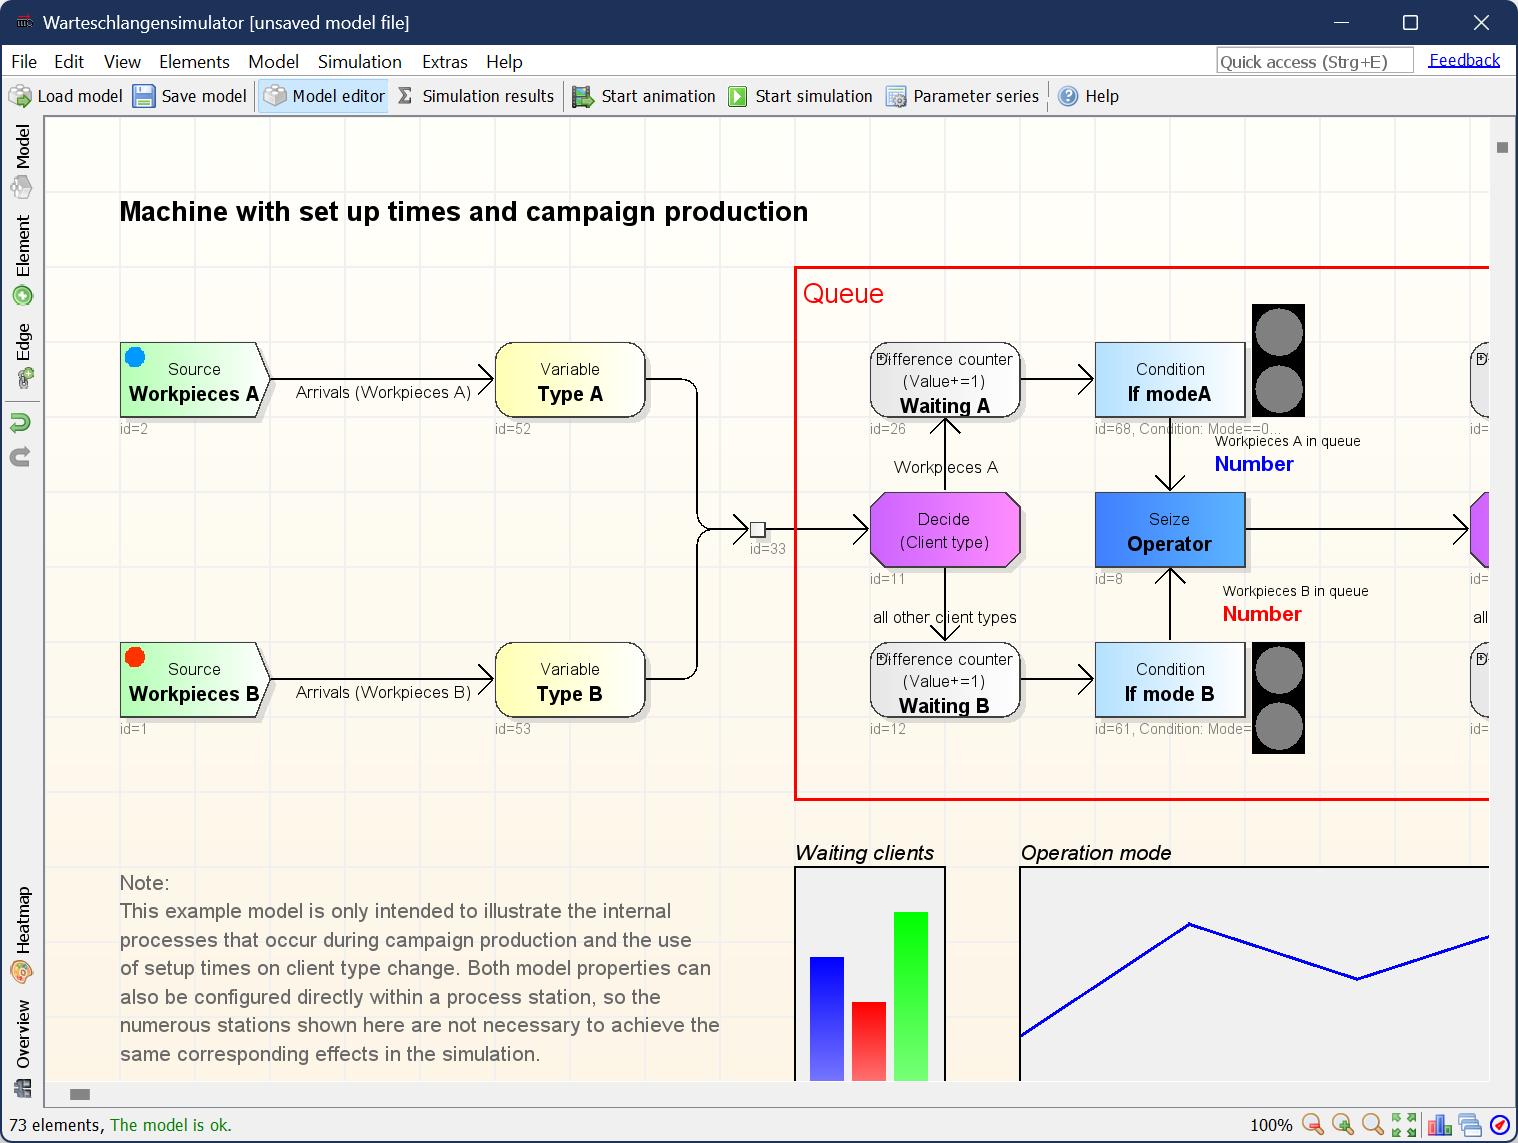 Warteschlangensimulator [unsaved model file]
File Edit View Elements Model Simulation Extras Help
Quick access (Strg+E) Feedback
Load model Save model Model editor Simulation results Start animation Start simulation Parameter series Help
Model
Element
Edge
Heatmap
Overview
Machine with set up times and campaign production
Queue
Source
Workpieces A
id=2
Arrivals (Workpieces A)
Variable
Type A
id=52
Difference counter
(Value+=1)
Waiting A
id=26
Condition
If modeA
id=68, Condition: Mode==0...
Workpieces A in queue
Number
Workpieces A
id=33
Decide
(Client type)
id=11
Seize
Operator
id=8
all other client types
Workpieces B in queue
Number
Source
Workpieces B
id=1
Arrivals (Workpieces B)
Variable
Type B
id=53
Difference counter
(Value+=1)
Waiting B
id=12
Condition
If mode B
id=61, Condition: Mode=
id=
id=
all
id=
Note:
This example model is only intended to illustrate the internal
processes that occur during campaign production and the use
of setup times on client type change. Both model properties can
also be configured directly within a process station, so the
numerous stations shown here are not necessary to achieve the
same corresponding effects in the simulation.
Waiting clients
Operation mode
73 elements, The model is ok.
100%